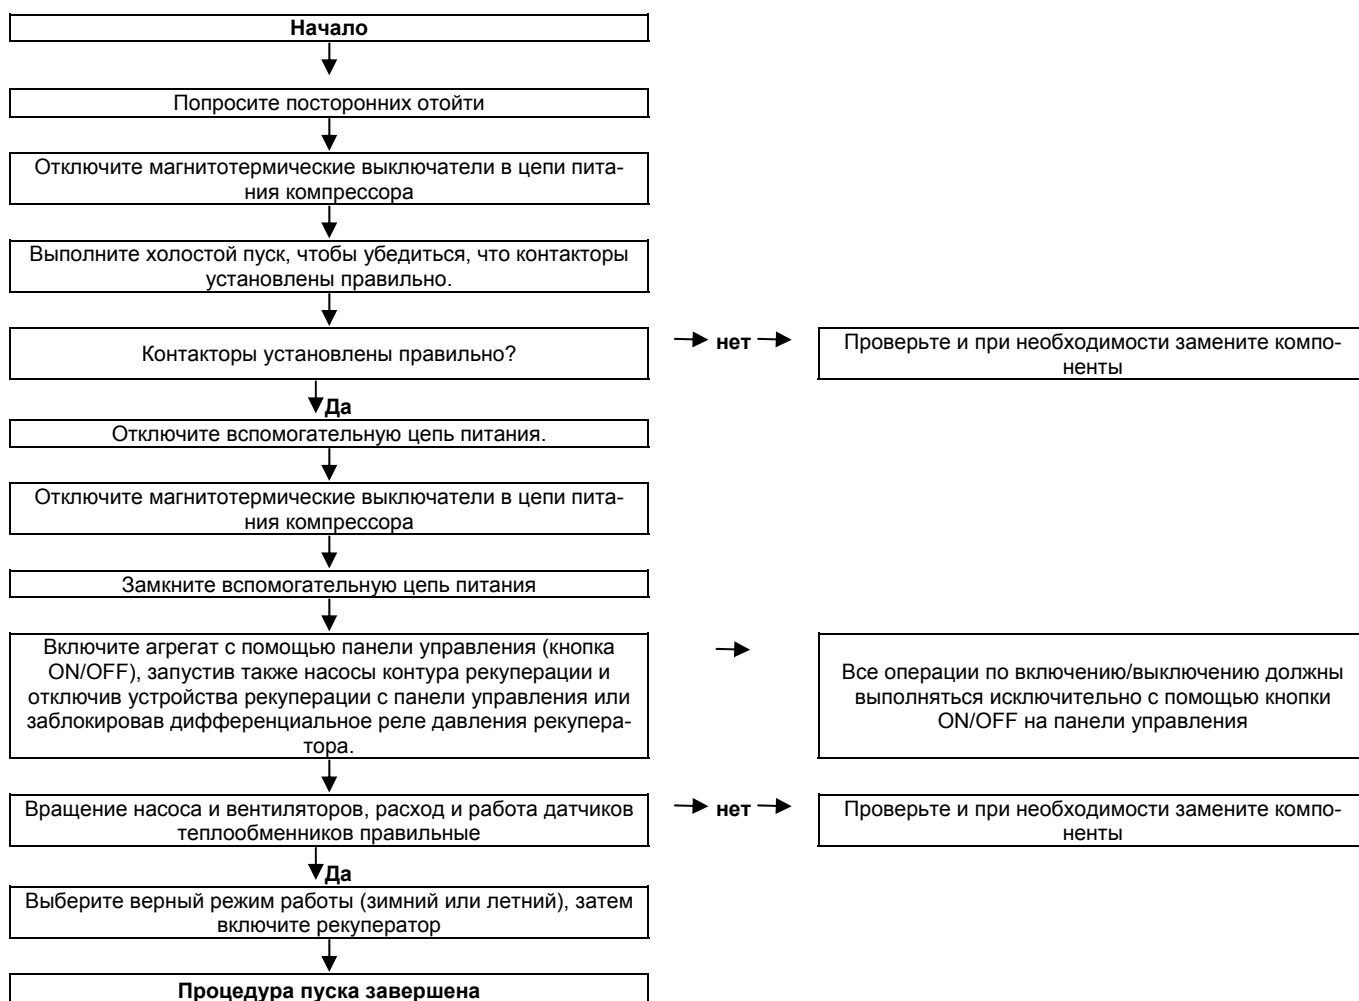 Начало
Попросите посторонних отойти
Отключите магнитотермические выключатели в цепи пита-
ния компрессора
Выполните холостой пуск, чтобы убедиться, что контакторы
установлены правильно.
Контакторы установлены правильно?
нет
Проверьте и при необходимости замените компо-
ненты
Да
Отключите вспомогательную цепь питания.
Отключите магнитотермические выключатели в цепи пита-
ния компрессора
Замкните вспомогательную цепь питания
Включите агрегат с помощью панели управления (кнопка
ON/OFF), запустив также насосы контура рекуперации и
отключив устройства рекуперации с панели управления или
заблокировав дифференциальное реле давления рекупера-
тора.
Все операции по включению/выключению должны
выполняться исключительно с помощью кнопки
ON/OFF на панели управления
Вращение насоса и вентиляторов, расход и работа датчиков
теплообменников правильные
нет
Проверьте и при необходимости замените компо-
ненты
Да
Выберите верный режим работы (зимний или летний), затем
включите рекуператор
Процедура пуска завершена